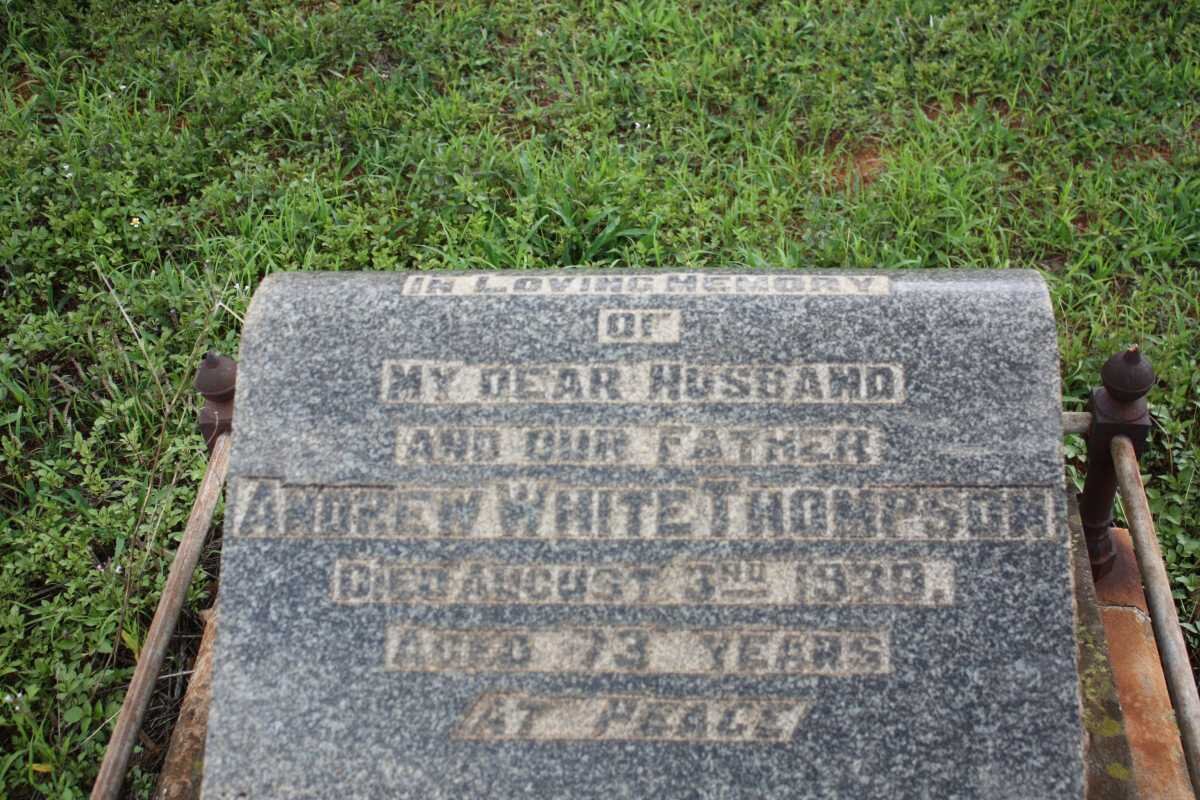 IN LOVING MEMORY
OF
MY DEAR HUSBAND
AND OUR FATHER
ANDREW WHITE THOMPSON
DIED AUGUST 3RD
AGED 73 YEARS
AT PEACE